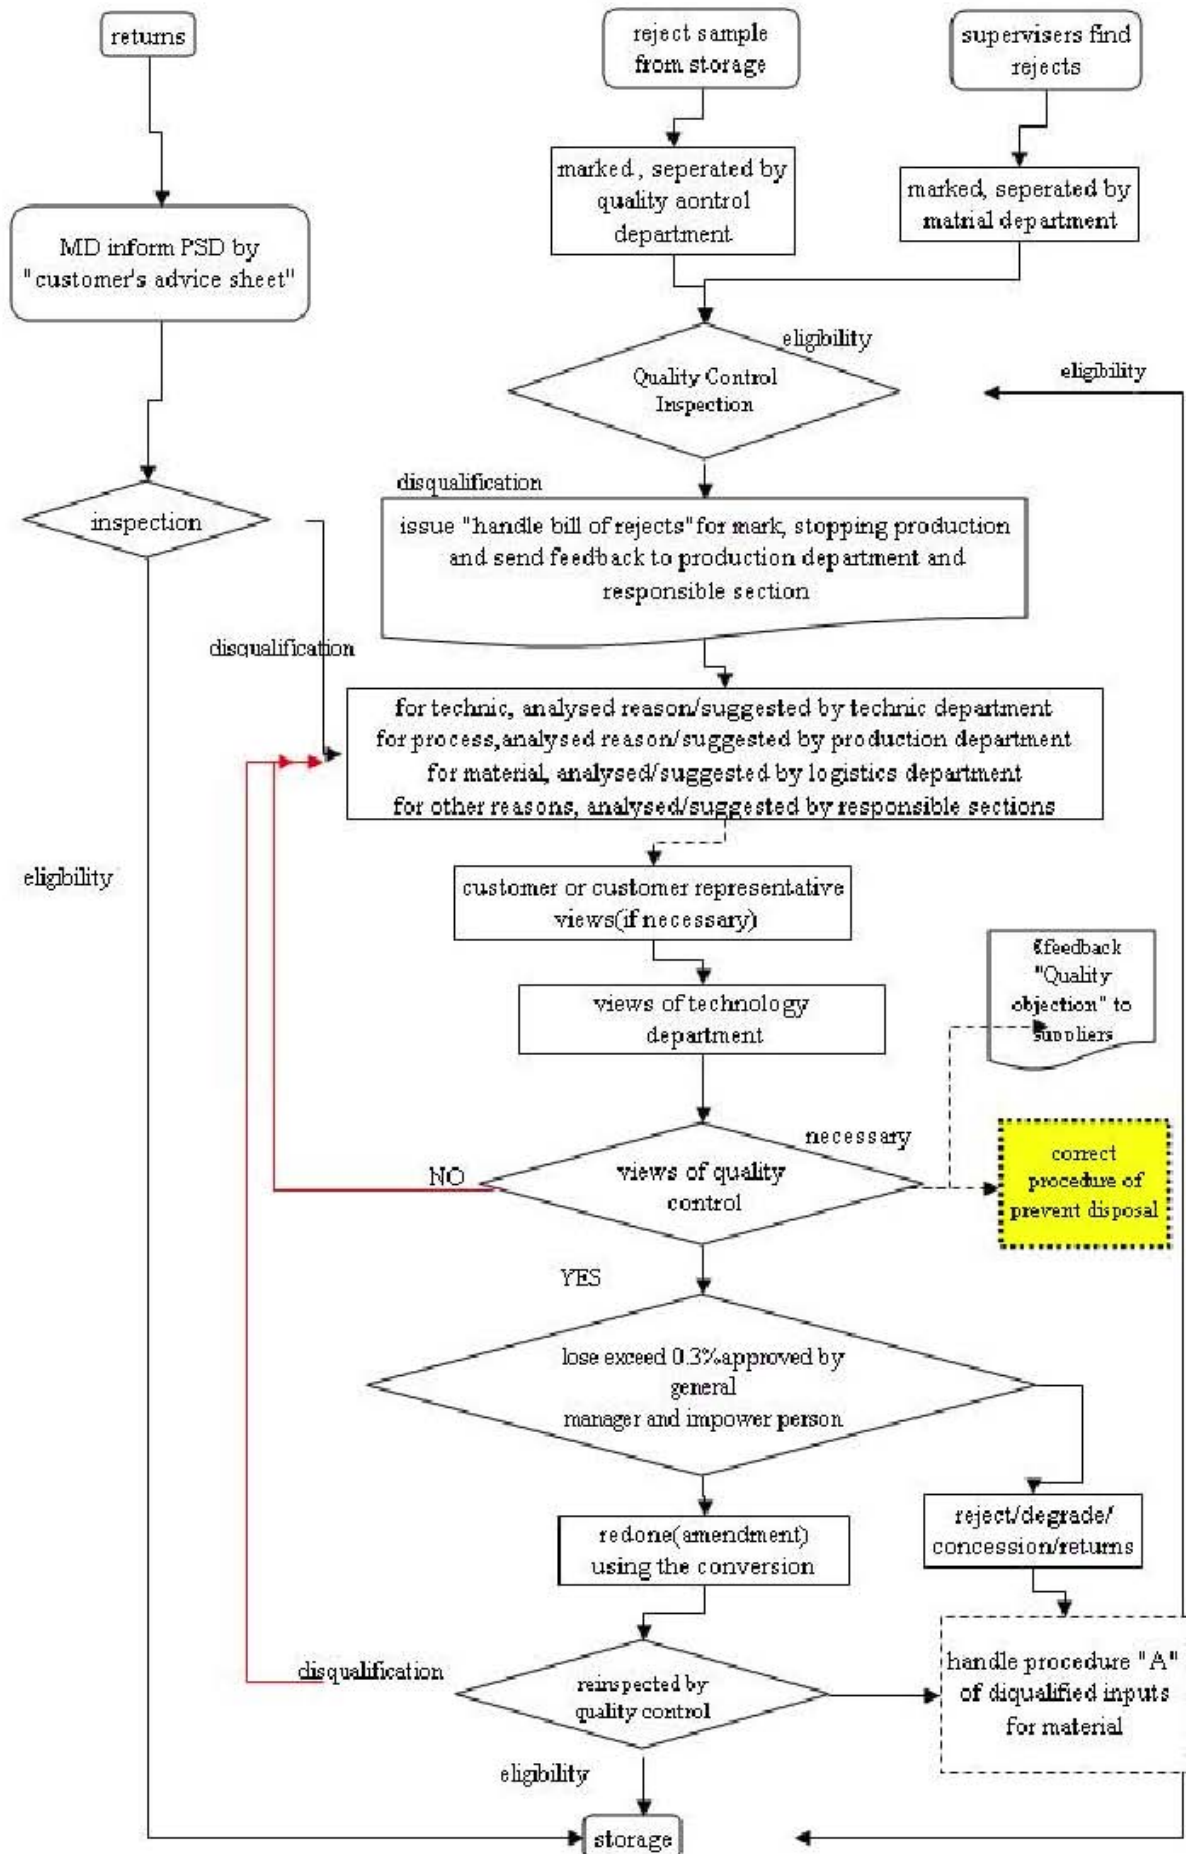 returns
reject sample
from storage
supervisers find
rejects
marked , seperated by
quality aontrol
department
marked, seperated by
matrial department
MD inform PSD by
"customer's advice sheet"
eligibility
Quality Control
Inspection
eligibility
disqualification
inspection
issue "handle bill of rejects"for mark, stopping production
and send feedback to production department and
responsible section
disqualification
for technic, analysed reason/suggested by technic department
for process,analysed reason/suggested by production department
for material, analysed/suggested by logistics department
for other reasons, analysed/suggested by responsible sections
eligibility
customer or customer representative
views(if necessary)
feedback
"Quality
objection" to
suppliers
views of technology
department
necessary
NO
views of quality
control
correct
procedure of
prevent disposal
YES
lose exceed 0.3%approved by
general
manager and impower person
redone(amendment)
using the conversion
reject/degrade/
concession/returns
disqualification
reinspected by
quality control
handle procedure "A"
of diqualified inputs
for material
eligibility
storage